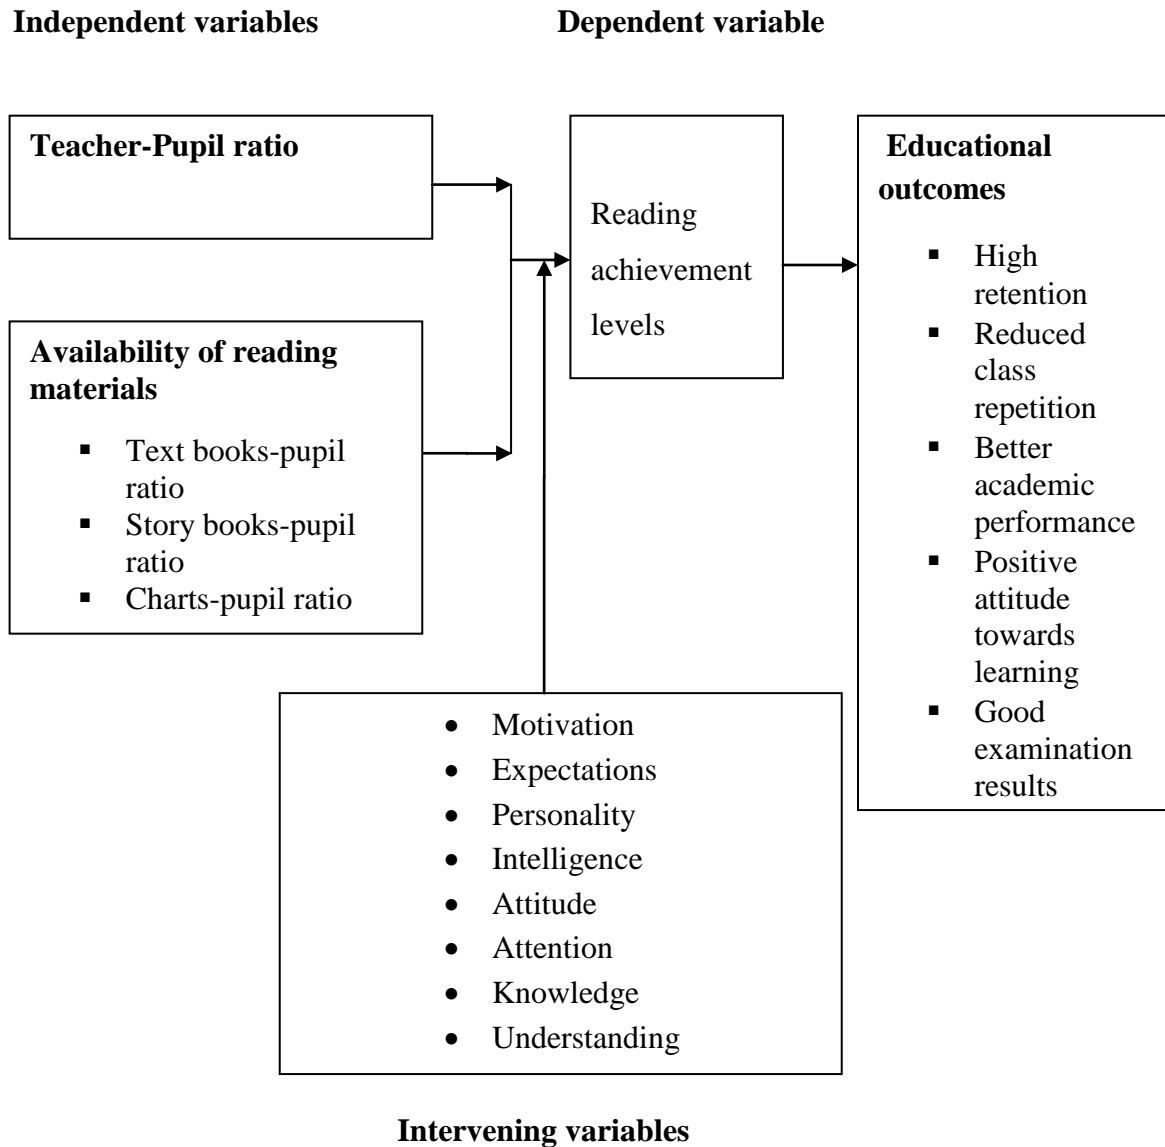 Independent variables
Dependent variable
Teacher-Pupil ratio
Availability of reading
materials
▪ Text books-pupil
ratio
▪ Story books-pupil
ratio
▪ Charts-pupil ratio
Reading
achievement
levels
Educational
outcomes
▪ High
retention
▪ Reduced
class
repetition
▪ Better
academic
performance
▪ Positive
attitude
towards
learning
▪ Good
examination
results
• Motivation
• Expectations
• Personality
• Intelligence
• Attitude
• Attention
• Knowledge
• Understanding
Intervening variables